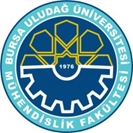 BURSA ULUDAĞ ÜNİVERSİTESİ
MÜHENDİSLİK FAKÜLTESİ
1976